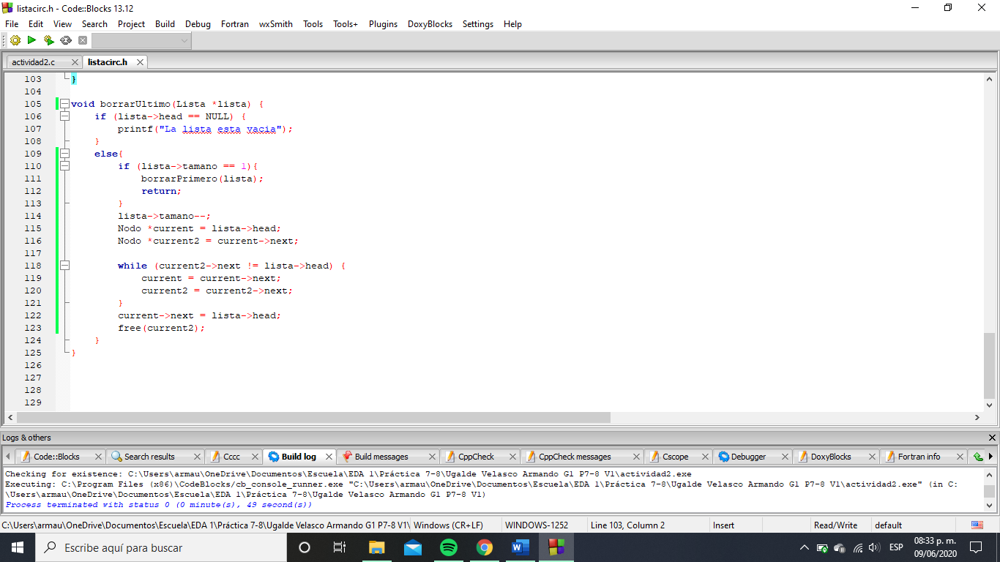 listacirc.h - Code::Blocks 13.12
File Edit View Search Project Build Debug Fortran wxSmith Tools Tools+ Plugins DoxyBlocks Settings Help
actividad2.c listacirc.h
103 }
104
105 void borrarUltimo(Lista *lista) {
106 if (lista->head == NULL) {
107 printf("La lista esta vacia");
108 }
109 else{
110 if (lista->tamano == 1){
111 borrarPrimero(lista);
112 return;
113 }
114 lista->tamano--;
115 Nodo *current = lista->head;
116 Nodo *current2 = current->next;
117
118 while (current2->next != lista->head) {
119 current = current->next;
120 current2 = current2->next;
121 }
122 current->next = lista->head;
123 free(current2);
124 }
125 }
126
127
128
129
Logs & others
Code::Blocks Search results Cccc Build log Build messages CppCheck CppCheck messages Cscope Debugger DoxyBlocks Fortran info
Checking for existence: C:\Users\armau\OneDrive\Documentos\Escuela\EDA 1\Práctica 7-8\Ugalde Velasco Armando G1 P7-8 V1\actividad2.exe
Executing: C:\Program Files (x86)\CodeBlocks/cb_console_runner.exe "C:\Users\armau\OneDrive\Documentos\Escuela\EDA 1\Práctica 7-8\Ugalde Velasco Armando G1 P7-8 V1\actividad2.exe" (in C:
\Users\armau\OneDrive\Documentos\Escuela\EDA 1\Práctica 7-8\Ugalde Velasco Armando G1 P7-8 V1)
Process terminated with status 0 (0 minute(s), 49 second(s))
C:\Users\armau\OneDrive\Documentos\Escuela\EDA 1\Práctica 7-8\Ugalde Velasco Armando G1 P7-8 V1\ Windows (CR+LF) WINDOWS-1252 Line 103, Column 2 Insert Read/Write default
Escribe aquí para buscar
ESP
08:33 p. m.
09/06/2020